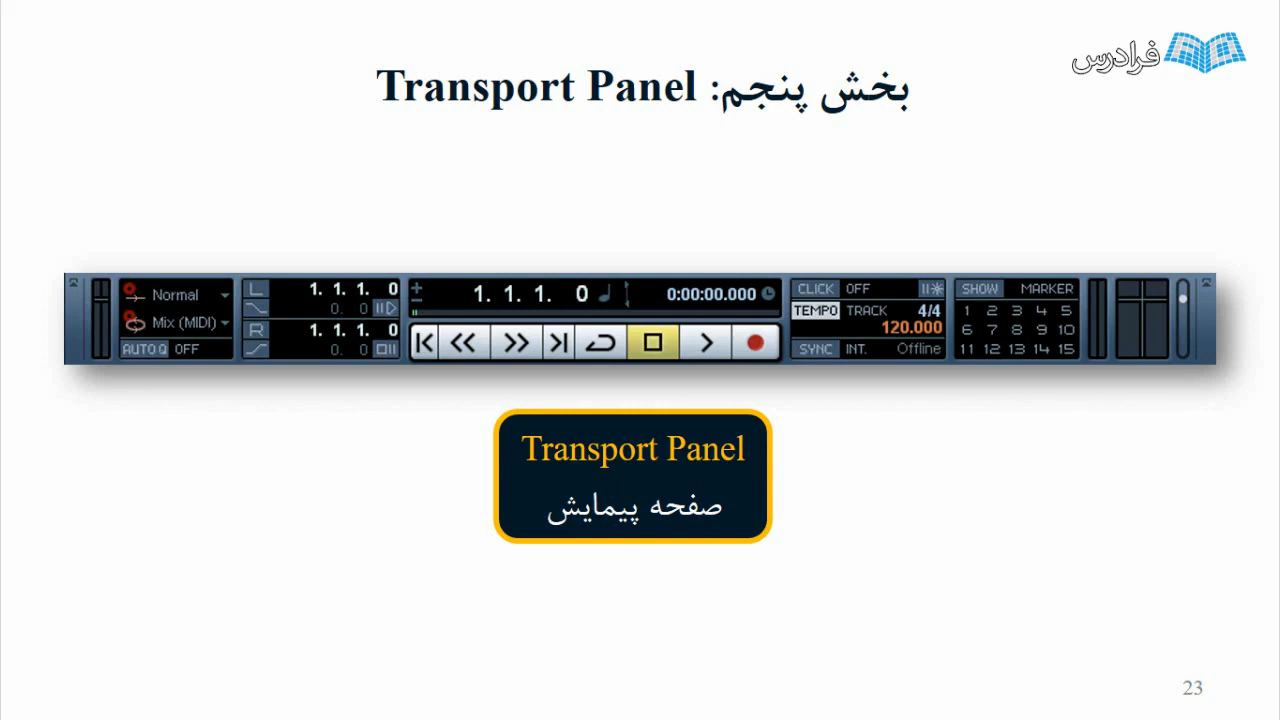 فرادرس
بخش پنجم: Transport Panel
Normal
Mix (MIDI)
AUTO Q OFF
L 1. 1. 1. 0
0. 0
R 1. 1. 1. 0
0. 0
1. 1. 1. 0
0:00:00.000
CLICK OFF
TEMPO TRACK 4/4
120.000
SYNC INT. Offline
SHOW MARKER
1 2 3 4 5
6 7 8 9 10
11 12 13 14 15
Transport Panel
صفحه پیمایش
23